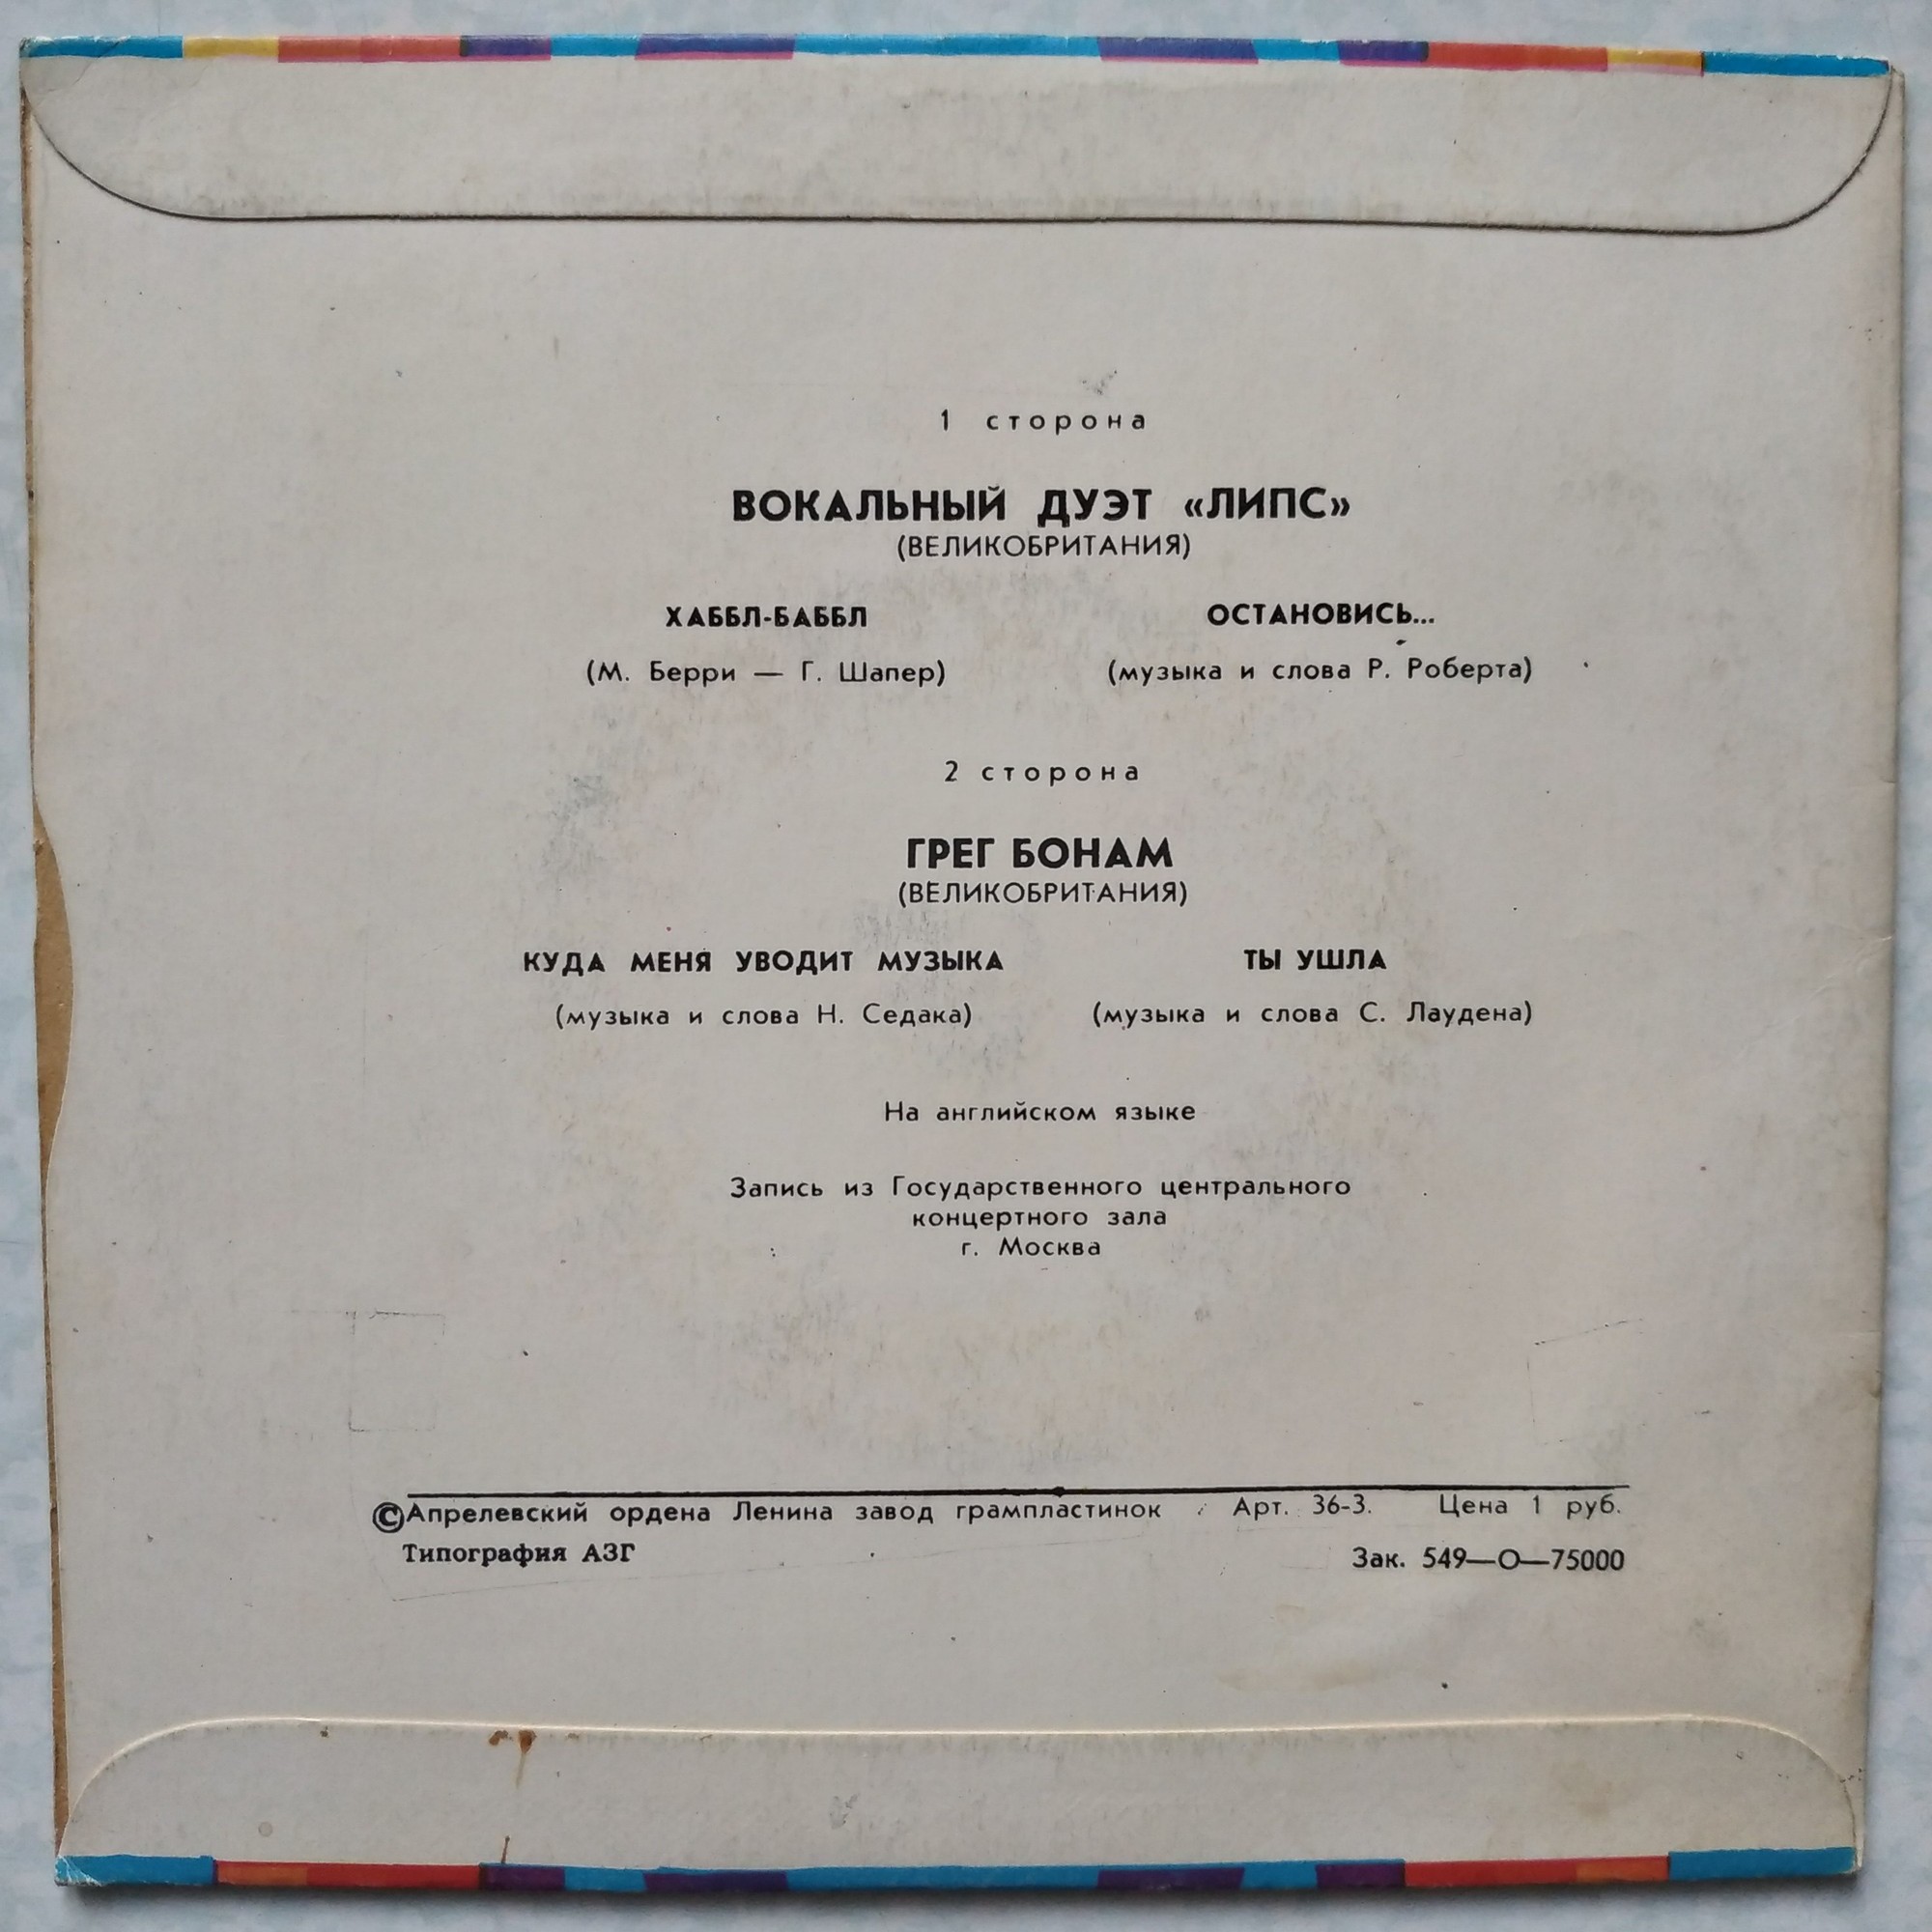 1 сторона
ВОКАЛЬНЫЙ ДУЭТ «ЛИПС»
(ВЕЛИКОБРИТАНИЯ)
ХАББЛ-БАББЛ ОСТАНОВИСЬ...
(М. Берри — Г. Шапер) (музыка и слова Р. Роберта)
2 сторона
ГРЕГ БОНАМ
(ВЕЛИКОБРИТАНИЯ)
КУДА МЕНЯ УВОДИТ МУЗЫКА ТЫ УШЛА
(музыка и слова Н. Седака) (музыка и слова С. Лаудена)
На английском языке
Запись из Государственного центрального
концертного зала
г. Москва
©Апрелевский ордена Ленина завод грампластинок Арт. 36-3. Цена 1 руб.
Типография АЗГ Зак. 549—О—75000